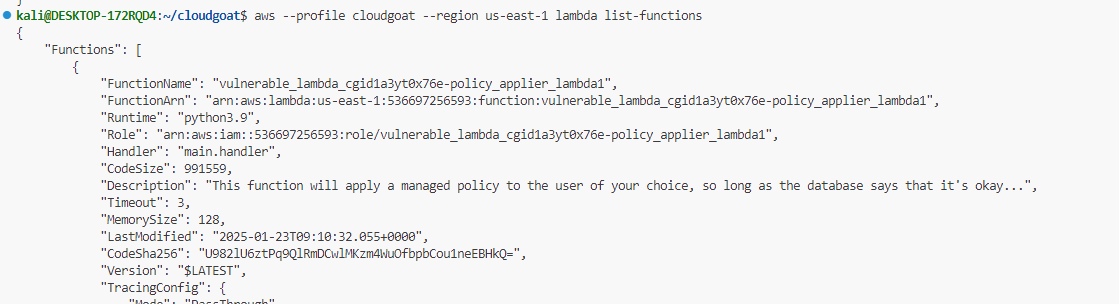 }
kali@DESKTOP-172RQD4:~/cloudgoat$ aws --profile cloudgoat --region us-east-1 lambda list-functions
{
"Functions": [
{
"FunctionName": "vulnerable_lambda_cgid1a3yt0x76e-policy_applier_lambda1",
"FunctionArn": "arn:aws:lambda:us-east-1:536697256593:function:vulnerable_lambda_cgid1a3yt0x76e-policy_applier_lambda1",
"Runtime": "python3.9",
"Role": "arn:aws:iam::536697256593:role/vulnerable_lambda_cgid1a3yt0x76e-policy_applier_lambda1",
"Handler": "main.handler",
"CodeSize": 991559,
"Description": "This function will apply a managed policy to the user of your choice, so long as the database says that it's okay...",
"Timeout": 3,
"MemorySize": 128,
"LastModified": "2025-01-23T09:10:32.055+0000",
"CodeSha256": "U982lU6ztPq9QlRmDCwlMKzm4WuOfbpbCou1neEBHkQ=",
"Version": "$LATEST",
"TracingConfig": {
"Mode": "PassThrough"